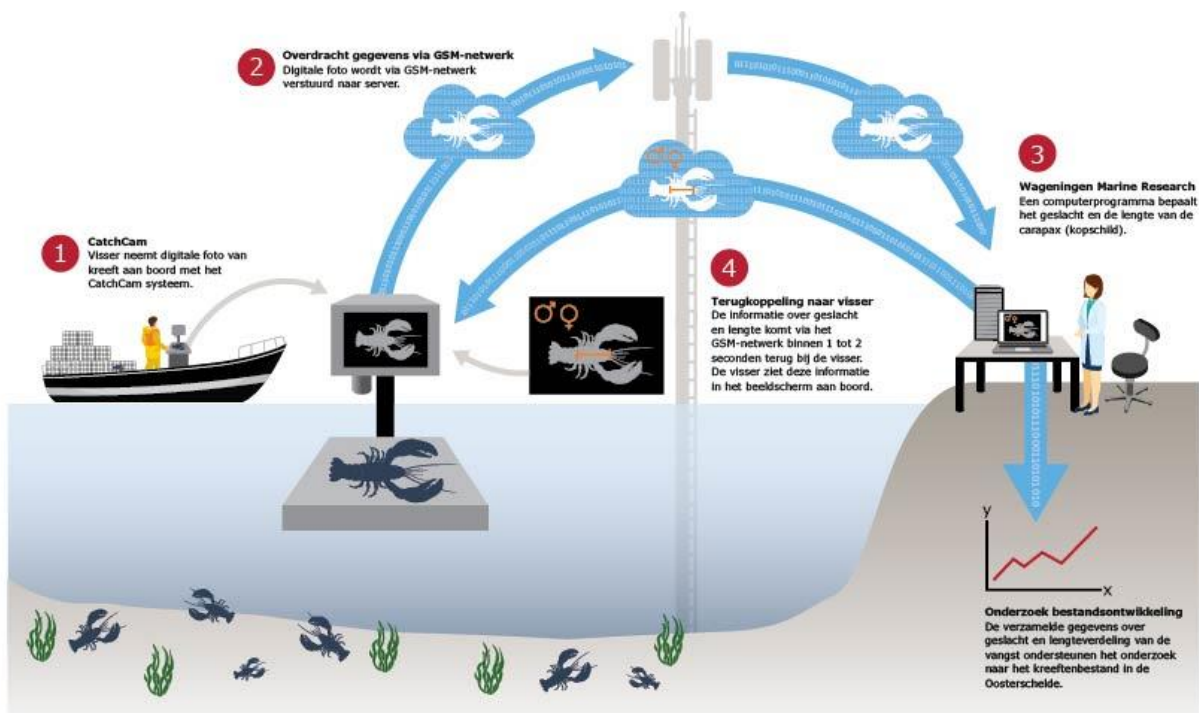 1
CatchCam
Visser neemt digitale foto van
kreeft aan boord met het
CatchCam systeem.
2
Overdracht gegevens via GSM-netwerk
Digitale foto wordt via GSM-netwerk
verstuurd naar server.
3
Wageningen Marine Research
Een computerprogramma bepaalt
het geslacht en de lengte van de
carapax (kopschild).
4
Terugkoppeling naar visser
De informatie over geslacht
en lengte komt via het
GSM-netwerk binnen 1 tot 2
seconden terug bij de visser.
De visser ziet deze informatie
in het beeldscherm aan boord.
y
x
Onderzoek bestandsontwikkeling
De verzamelde gegevens over
geslacht en lengteverdeling van de
vangst ondersteunen het onderzoek
naar het kreeftenbestand in de
Oosterschelde.